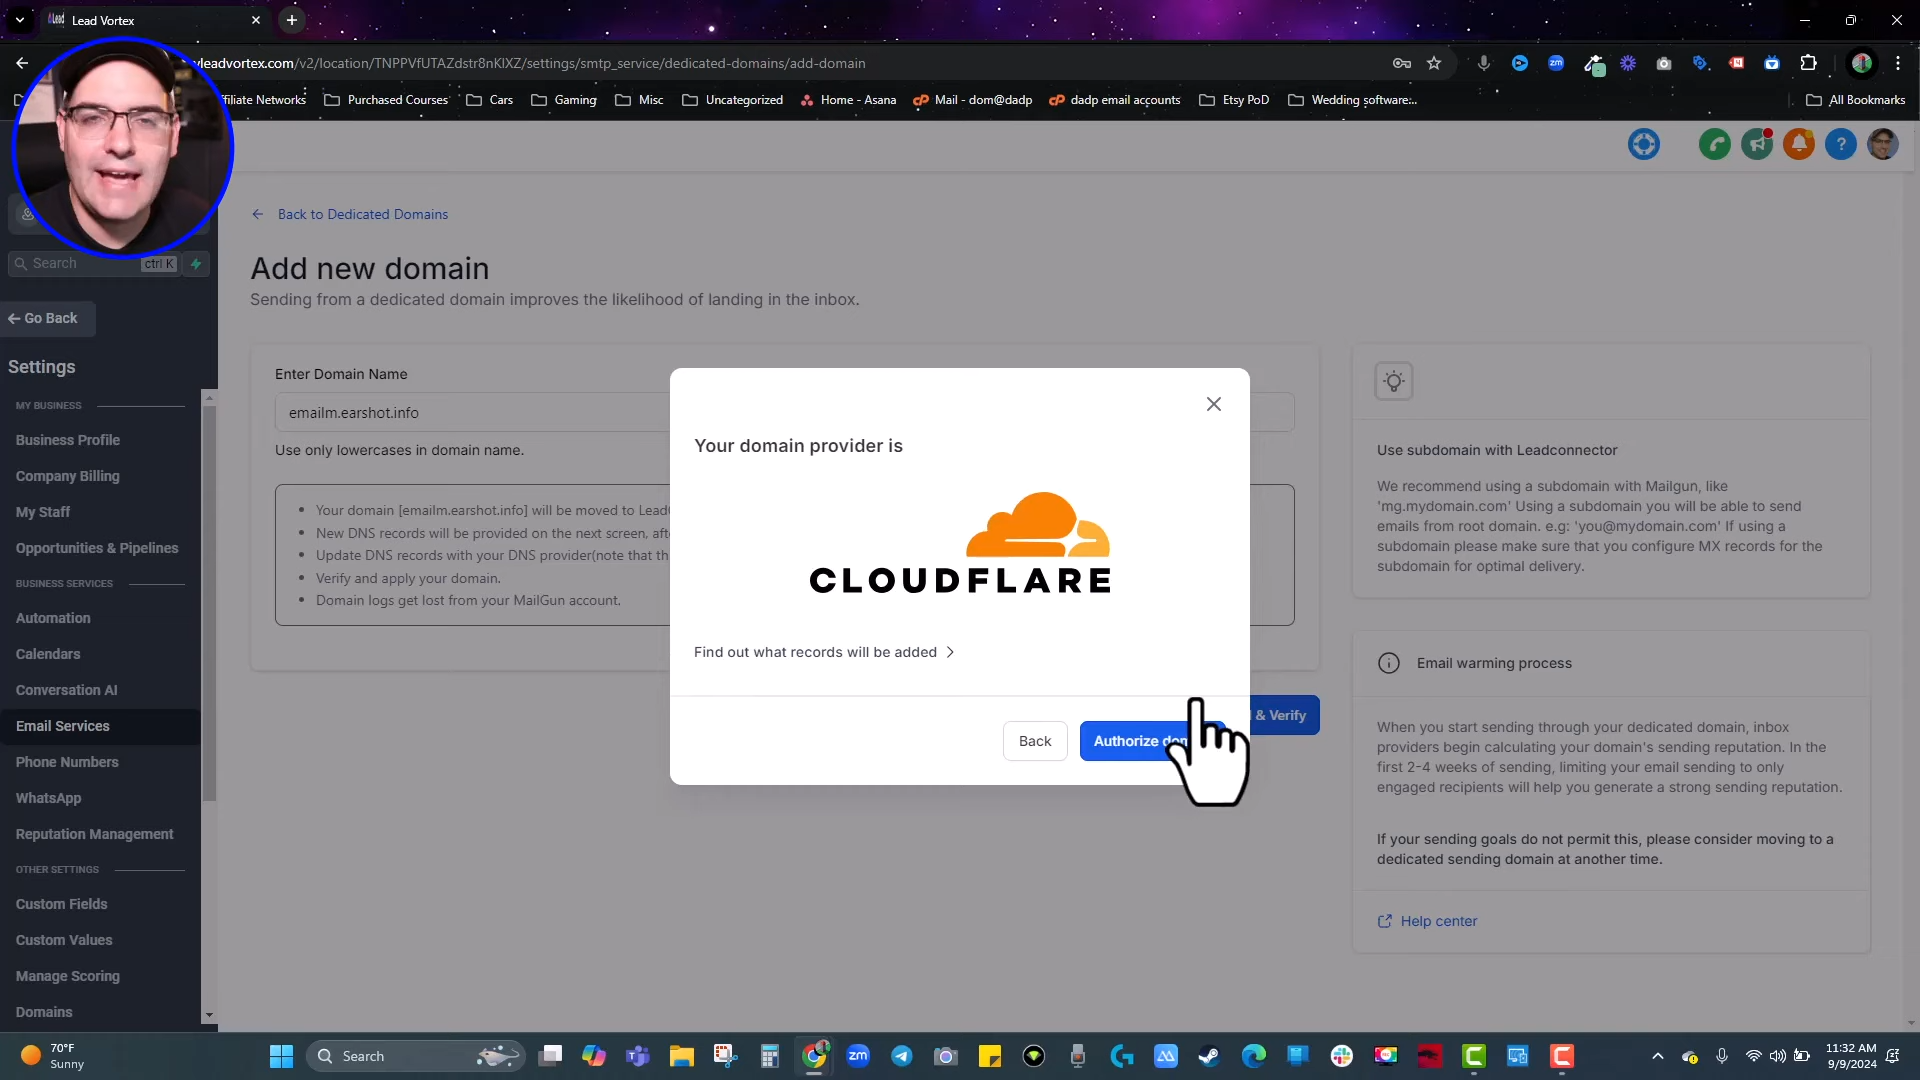 Lead
Lead Vortex
leadvortex.com/v2/location/TNPPVfUTAZdstr8nKlXZ/settings/smtp_service/dedicated-domains/add-domain
ffiliate Networks
Purchased Courses
Cars
Gaming
Misc
Uncategorized
Home - Asana
Mail - dom@dadp
dadp email accounts
Etsy PoD
Wedding software:...
All Bookmarks
Back to Dedicated Domains
Add new domain
Sending from a dedicated domain improves the likelihood of landing in the inbox.
Search
ctrl K
Go Back
Settings
MY BUSINESS
Business Profile
Company Billing
My Staff
Opportunities & Pipelines
BUSINESS SERVICES
Automation
Calendars
Conversation AI
Email Services
Phone Numbers
WhatsApp
Reputation Management
OTHER SETTINGS
Custom Fields
Custom Values
Manage Scoring
Domains
Enter Domain Name
emailm.earshot.info
Use only lowercases in domain name.
Your domain [emailm.earshot.info] will be moved to Lead
New DNS records will be provided on the next screen, afte
Update DNS records with your DNS provider(note that th
Verify and apply your domain.
Domain logs get lost from your MailGun account.
& Verify
Your domain provider is
CLOUDFLARE
Find out what records will be added
Back
Authorize dom
Use subdomain with Leadconnector
We recommend using a subdomain with Mailgun, like
'mg.mydomain.com' Using a subdomain you will be able to send
emails from root domain. e.g: 'you@mydomain.com' If using a
subdomain please make sure that you configure MX records for the
subdomain for optimal delivery.
Email warming process
When you start sending through your dedicated domain, inbox
providers begin calculating your domain's sending reputation. In the
first 2-4 weeks of sending, limiting your email sending to only
engaged recipients will help you generate a strong sending reputation.
If your sending goals do not permit this, please consider moving to a
dedicated sending domain at another time.
Help center
70°F
Sunny
Search
zm
11:32 AM
9/9/2024